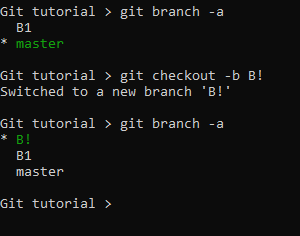 Git tutorial > git branch -a
  B1
* master

Git tutorial > git checkout -b B!
Switched to a new branch 'B!'

Git tutorial > git branch -a
* B!
  B1
  master

Git tutorial >